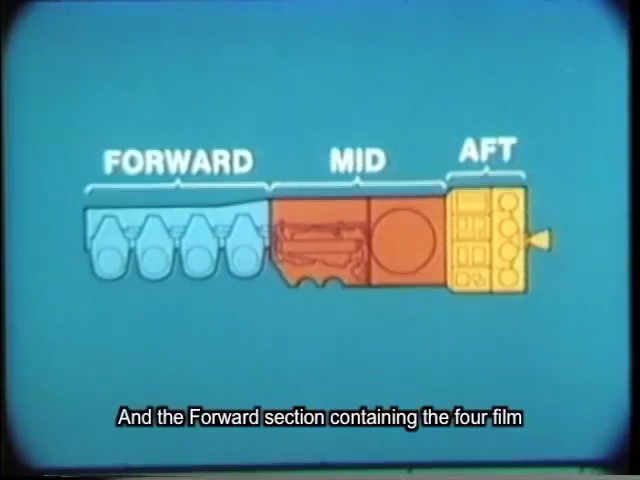 FORWARD MID AFT
And the Forward section containing the four film